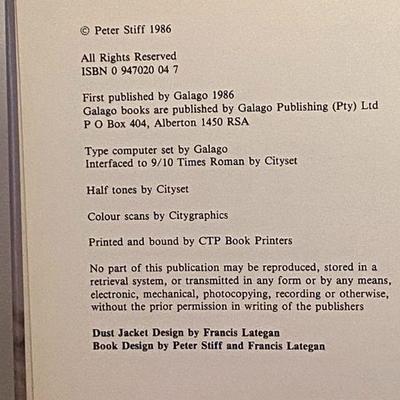 © Peter Stiff 1986
All Rights Reserved
ISBN 0 947020 04 7
First published by Galago 1986
Galago books are published by Galago Publishing (Pty) Ltd
P O Box 404, Alberton 1450 RSA
Type computer set by Galago
Interfaced to 9/10 Times Roman by Cityset
Half tones by Cityset
Colour scans by Citygraphics
Printed and bound by CTP Book Printers
No part of this publication may be reproduced, stored in a
retrieval system, or transmitted in any form or by any means,
electronic, mechanical, photocopying, recording or otherwise,
without the prior permission in writing of the publishers
Dust Jacket Design by Francis Lategan
Book Design by Peter Stiff and Francis Lategan